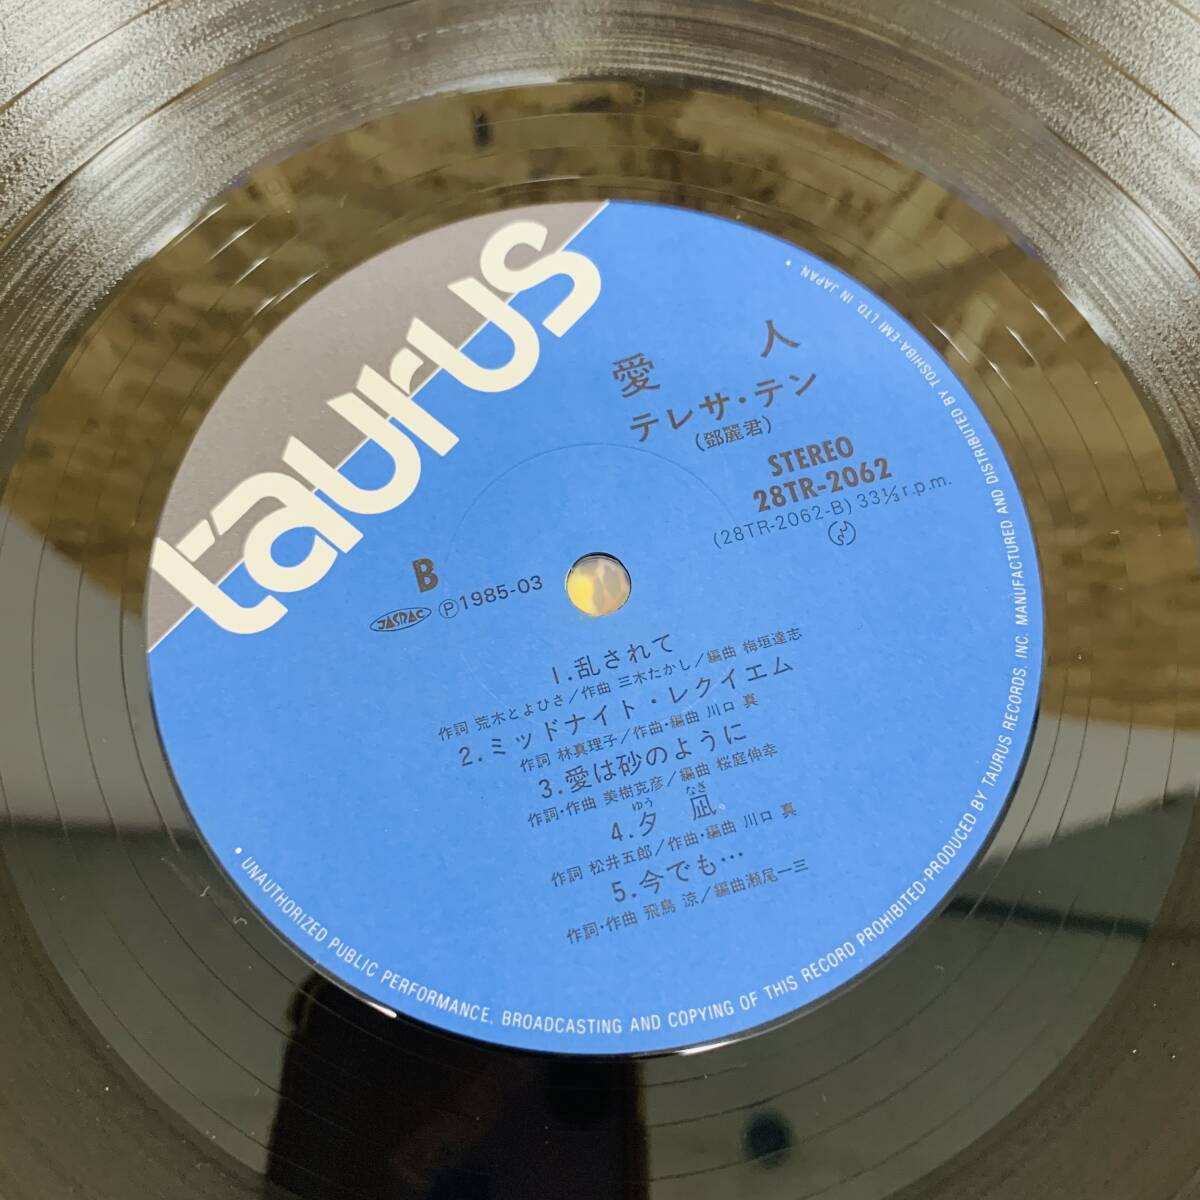 taurus
愛 人
テレサ・テン
(鄧麗君)
STEREO
28TR-2062
(28TR-2062-B) 33⅓ r.p.m.
B
JASRAC Ⓟ1985-03
1.乱されて
作詞 荒木とよひさ/作曲 三木たかし/編曲 梅垣達志
2.ミッドナイト・レクイエム
作詞 林真理子/作曲・編曲 川口 真
3.愛は砂のように
作詞・作曲 美樹克彦/編曲 桜庭伸幸
ゆう なぎ
4.夕 凪
作詞 松井五郎/作曲・編曲 川口 真
5.今でも…
作詞・作曲 飛鳥 涼/編曲瀬尾一三
• UNAUTHORIZED PUBLIC PERFORMANCE. BROADCASTING AND COPYING OF THIS RECORD PROHIBITED•PRODUCED BY TAURUS RECORDS, INC. MANUFACTURED AND DISTRIBUTED BY TOSHIBA-EMI LTD. IN JAPAN •